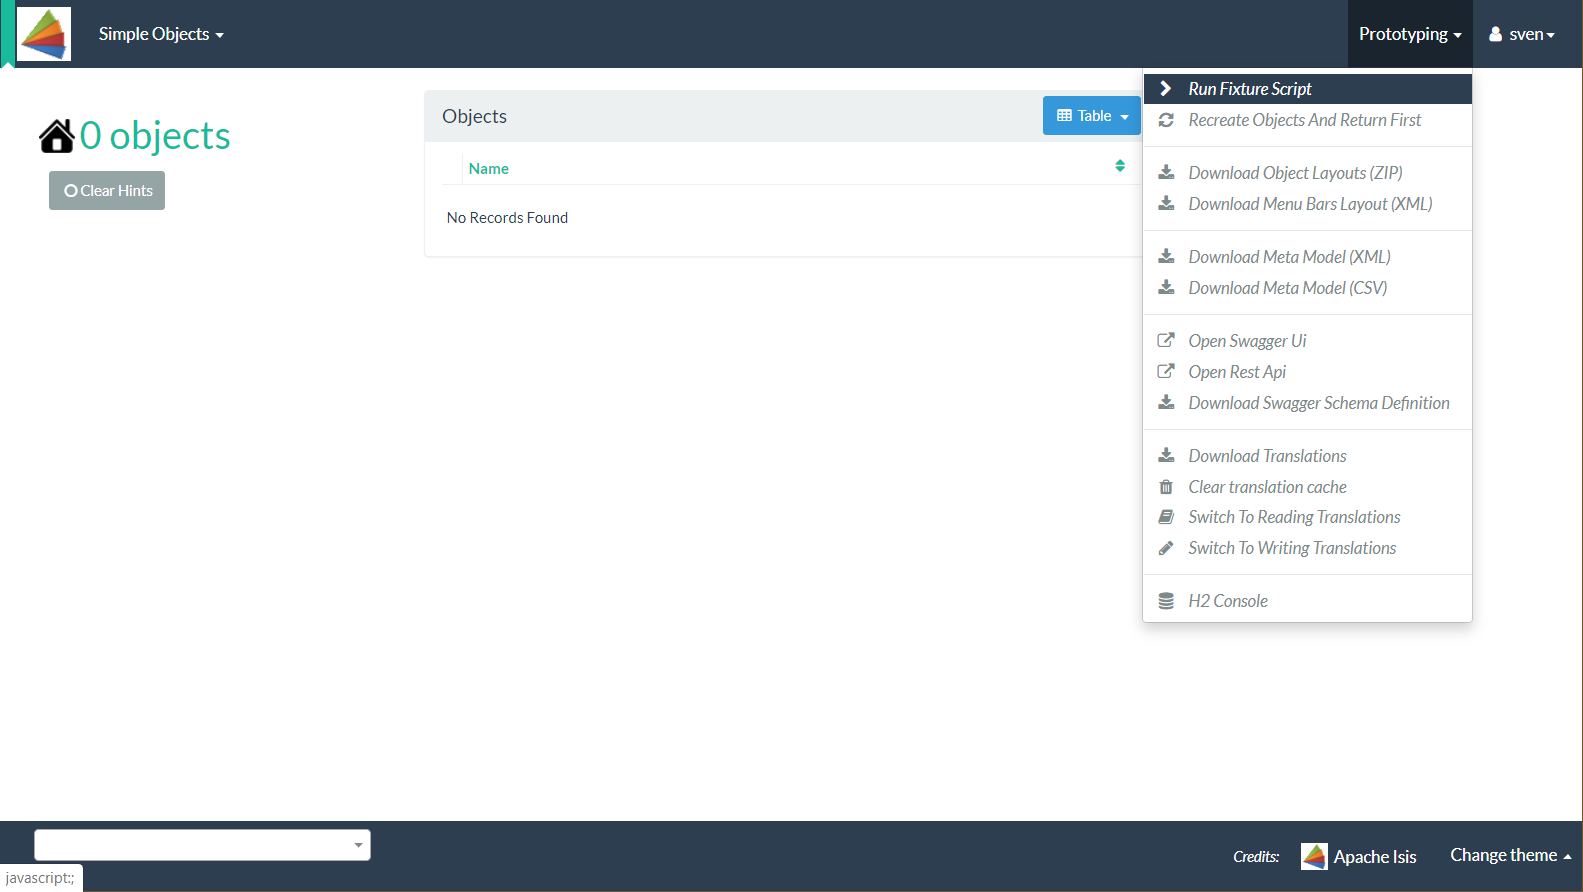 Simple Objects
Prototyping
sven
0 objects
Clear Hints
Objects
Table
Name
No Records Found
Run Fixture Script
Recreate Objects And Return First
Download Object Layouts (ZIP)
Download Menu Bars Layout (XML)
Download Meta Model (XML)
Download Meta Model (CSV)
Open Swagger Ui
Open Rest Api
Download Swagger Schema Definition
Download Translations
Clear translation cache
Switch To Reading Translations
Switch To Writing Translations
H2 Console
Credits:
Apache Isis
Change theme
javascript:;